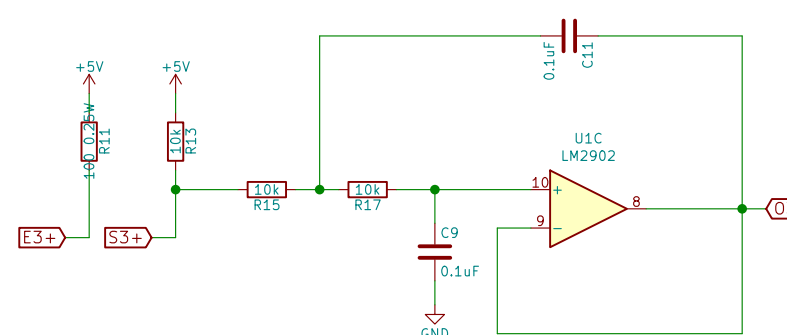 0.1uF
C11
+5V
+5V
100 0.25W
R11
10k
R13
U1C
LM2902
10k
R15
10k
R17
10
+
8
O
9
-
E3+
S3+
C9
0.1uF
GND